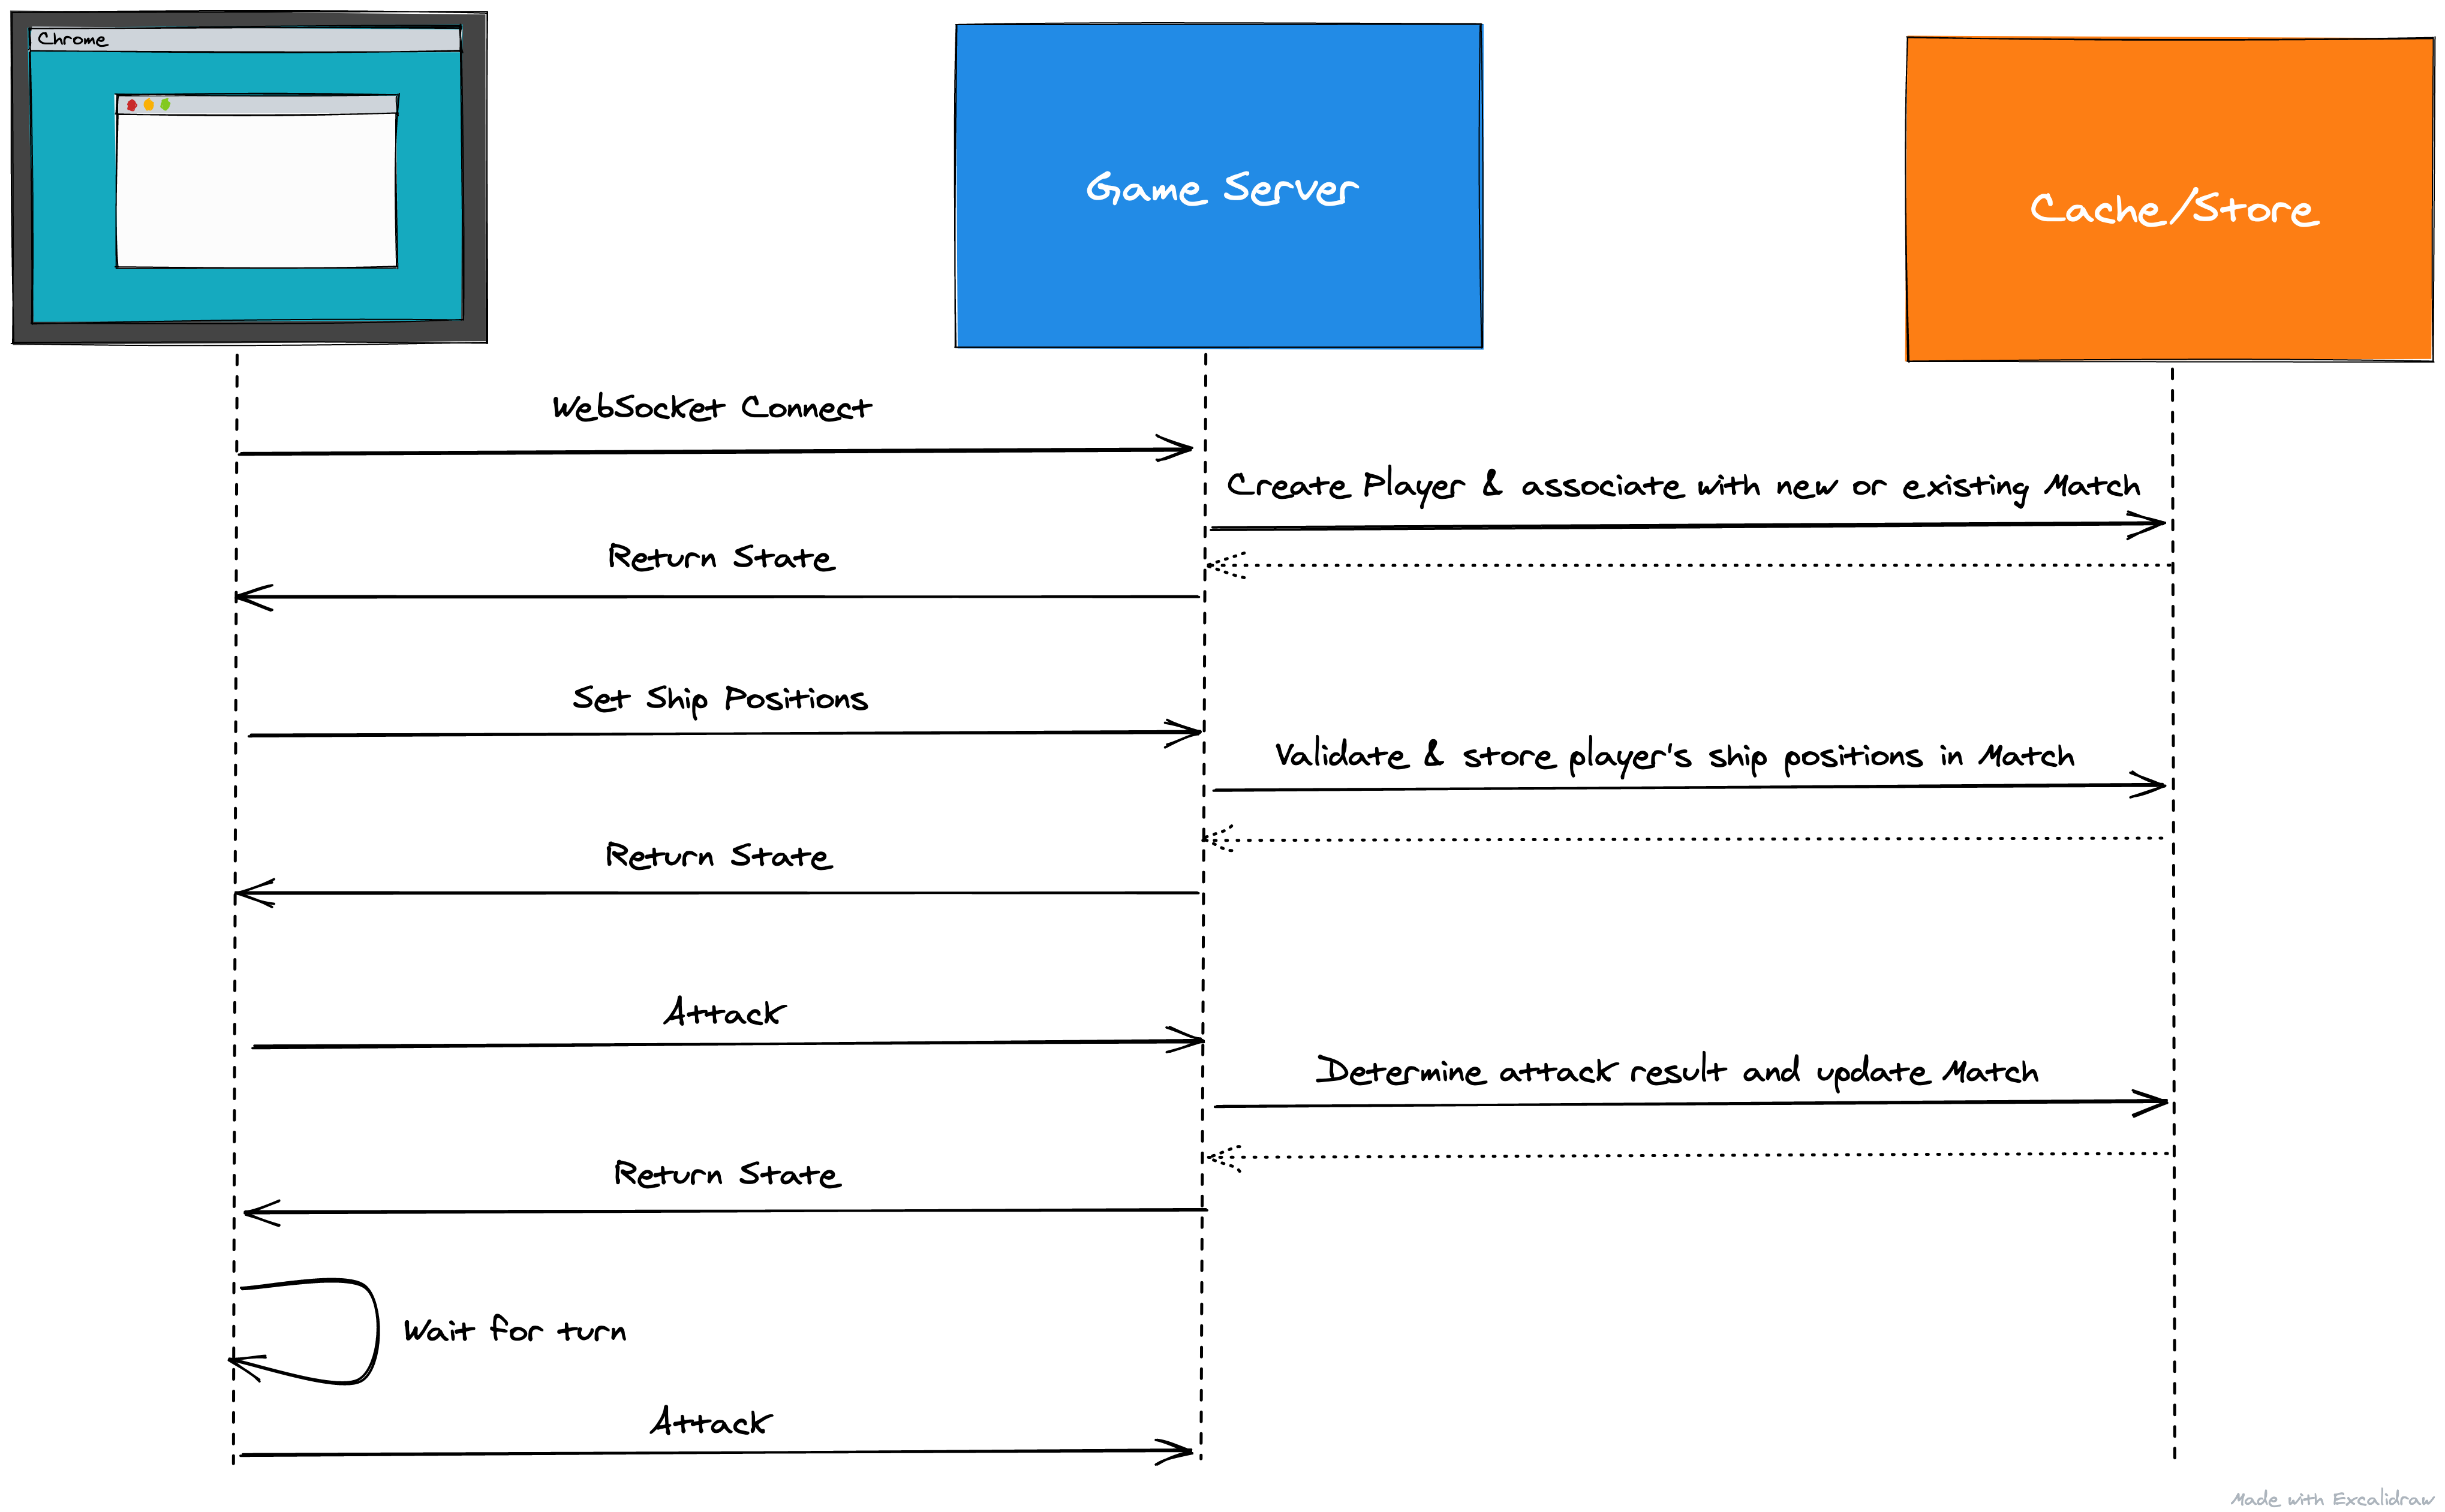 Chrome
Game Server
Cache/Store
WebSocket Connect
Create Player & associate with new or existing Match
Return State
Set Ship Positions
Validate & store player's ship positions in Match
Return State
Attack
Determine attack result and update Match
Return State
Wait for turn
Attack
Made with Excalidraw